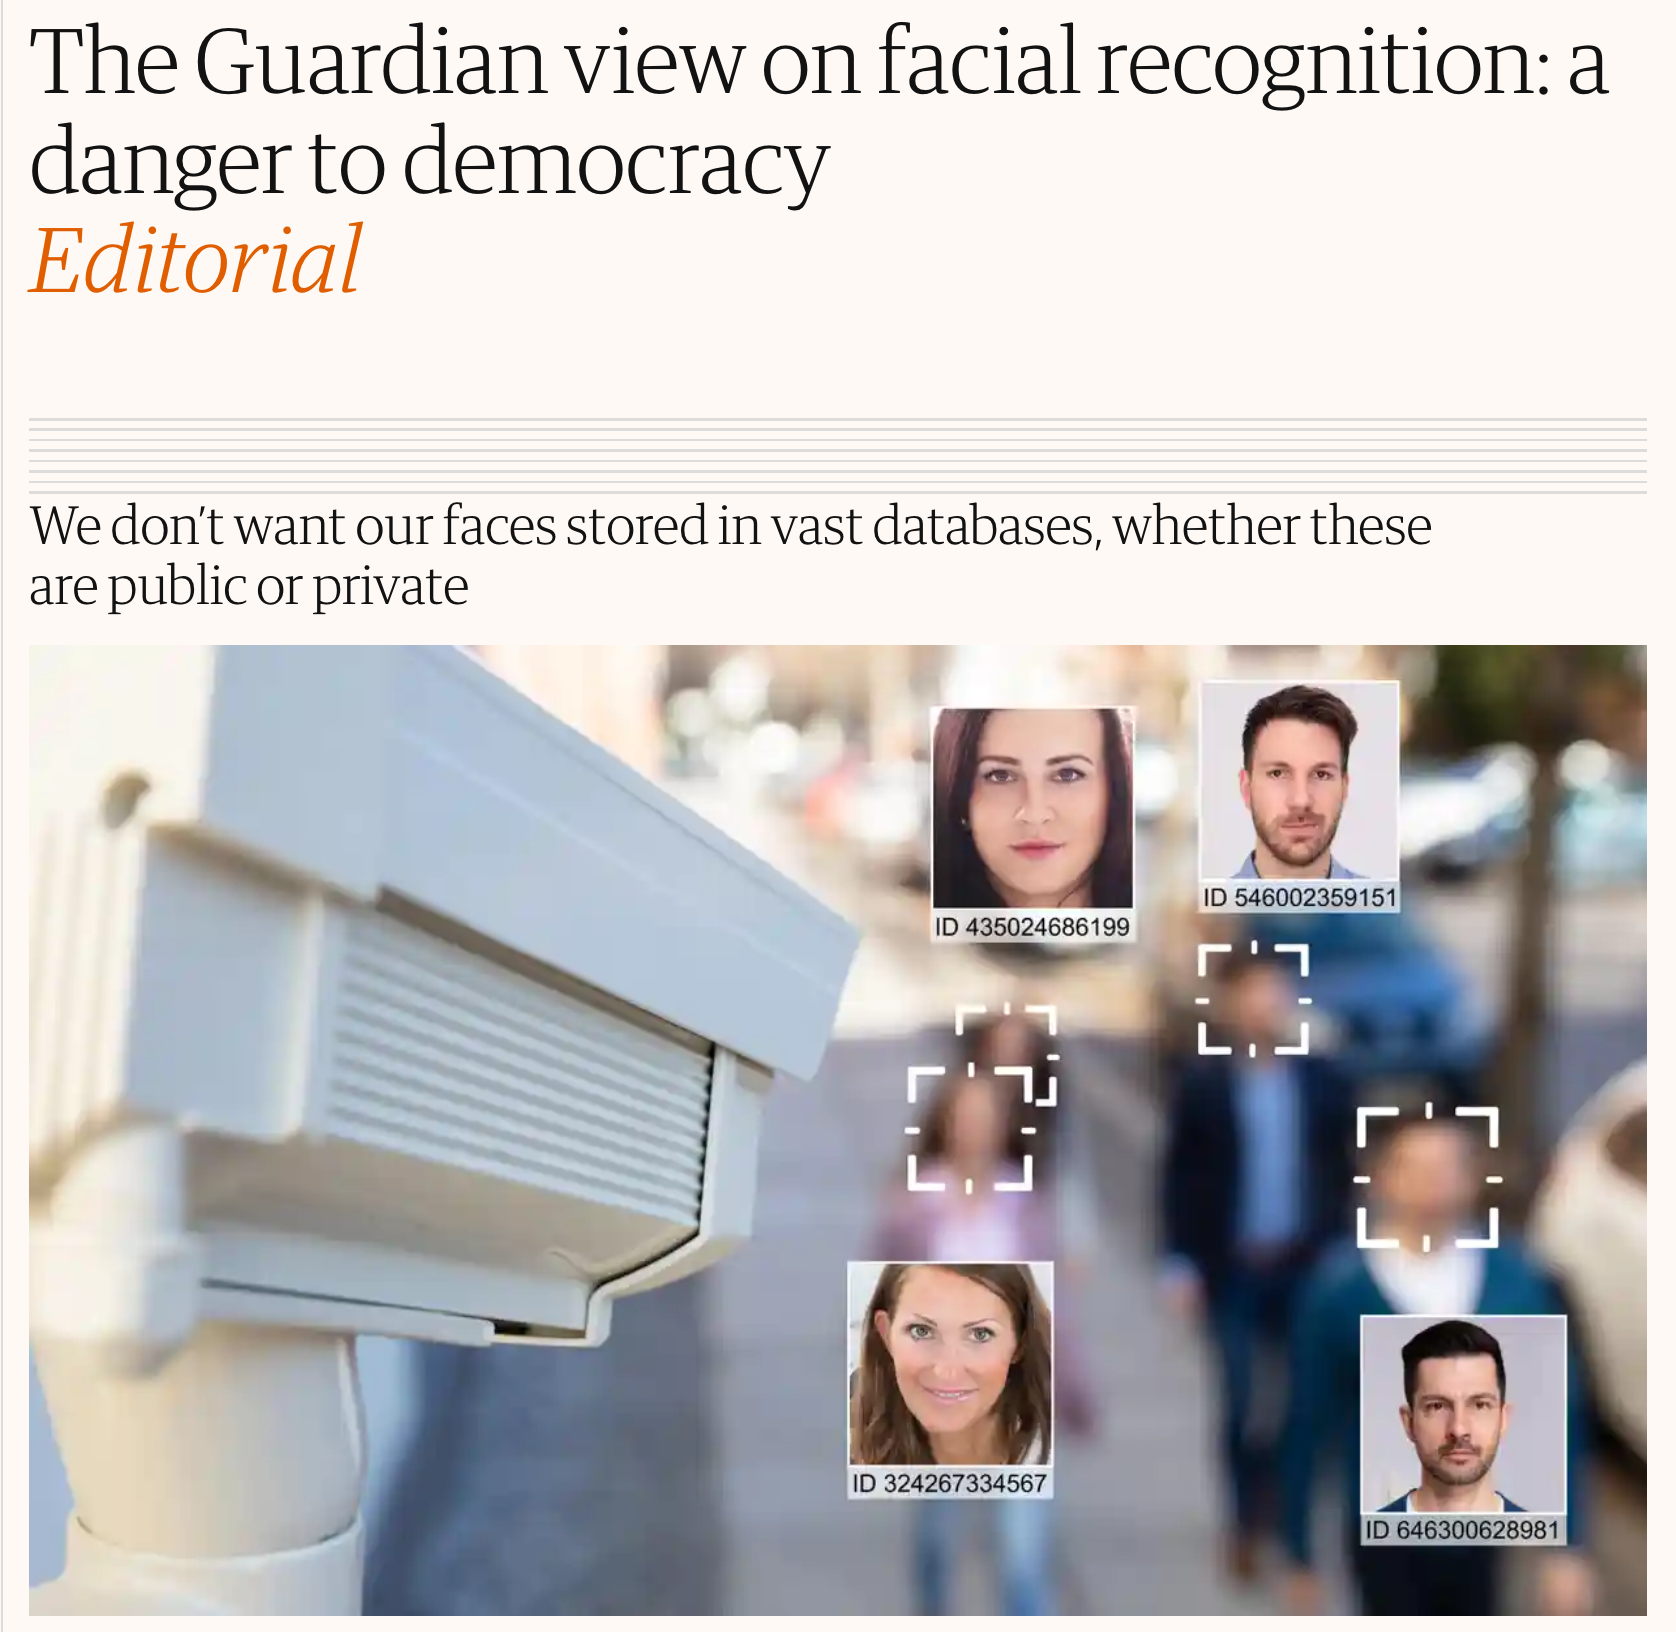 The Guardian view on facial recognition: a
danger to democracy
Editorial
We don't want our faces stored in vast databases, whether these
are public or private
ID 435024686199
ID 546002359151
ID 324267334567
ID 646300628981